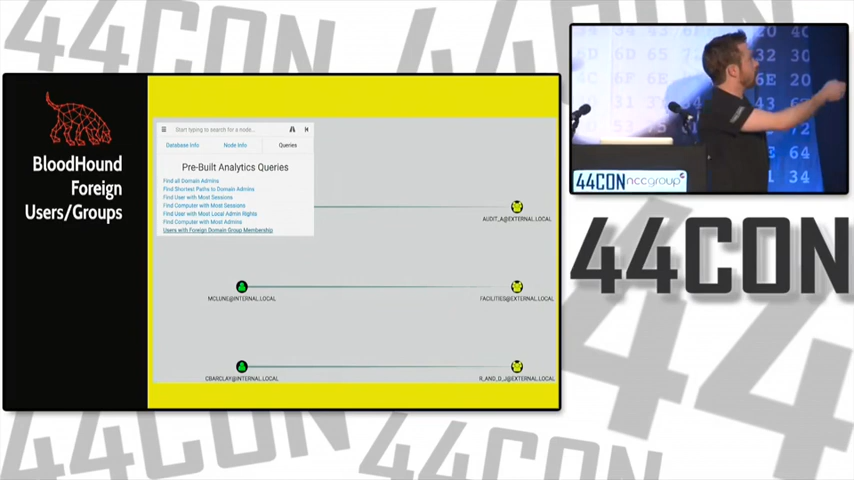 BloodHound
Foreign
Users/Groups
Start typing to search for a node...
Database Info
Node Info
Queries
Pre-Built Analytics Queries
Find all Domain Admins
Find Shortest Paths to Domain Admins
Find User with Most Sessions
Find Computer with Most Sessions
Find User with Most Local Admin Rights
Find Computer with Most Admins
Users with Foreign Domain Group Membership
AUDIT_A@EXTERNAL.LOCAL
MCLUNE@INTERNAL.LOCAL
FACILITIES@EXTERNAL.LOCAL
CBARCLAY@INTERNAL.LOCAL
44CON nccgroup
44CON